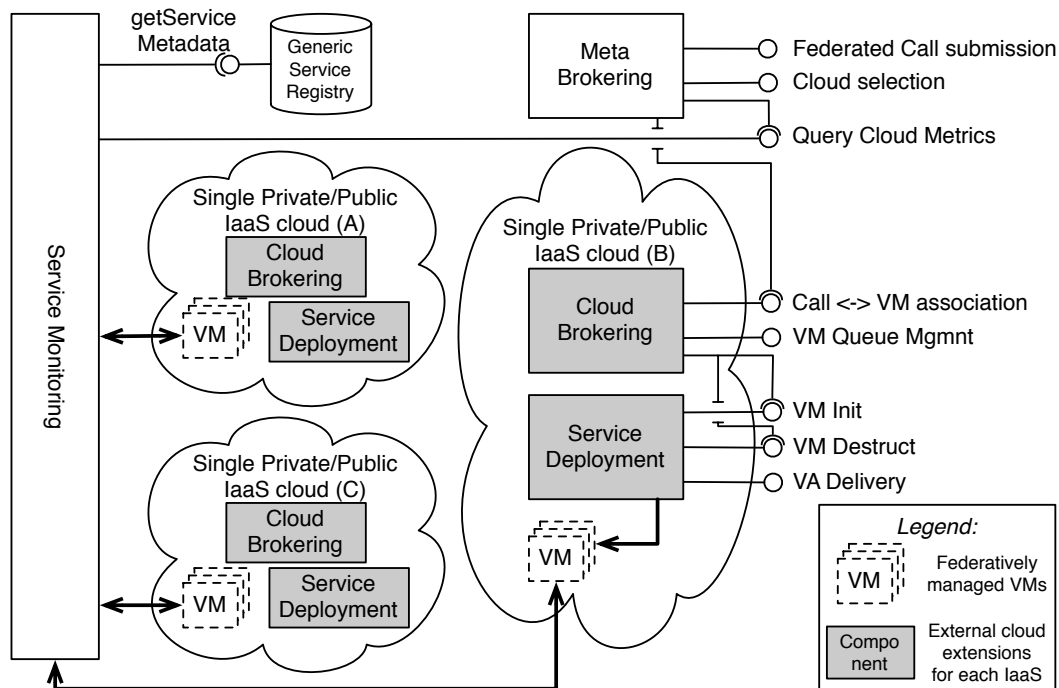 getService
Metadata
Generic
Service
Registry
Meta
Brokering
Federated Call submission
Cloud selection
Query Cloud Metrics
Service Monitoring
Single Private/Public
IaaS cloud (A)
Cloud
Brokering
VM
Service
Deployment
Single Private/Public
IaaS cloud (B)
Cloud
Brokering
Call <-> VM association
VM Queue Mgmnt
Service
Deployment
VM Init
VM Destruct
VA Delivery
VM
Single Private/Public
IaaS cloud (C)
Cloud
Brokering
VM
Service
Deployment
Legend:
VM
Federatively
managed VMs
Compo
nent
External cloud
extensions
for each IaaS